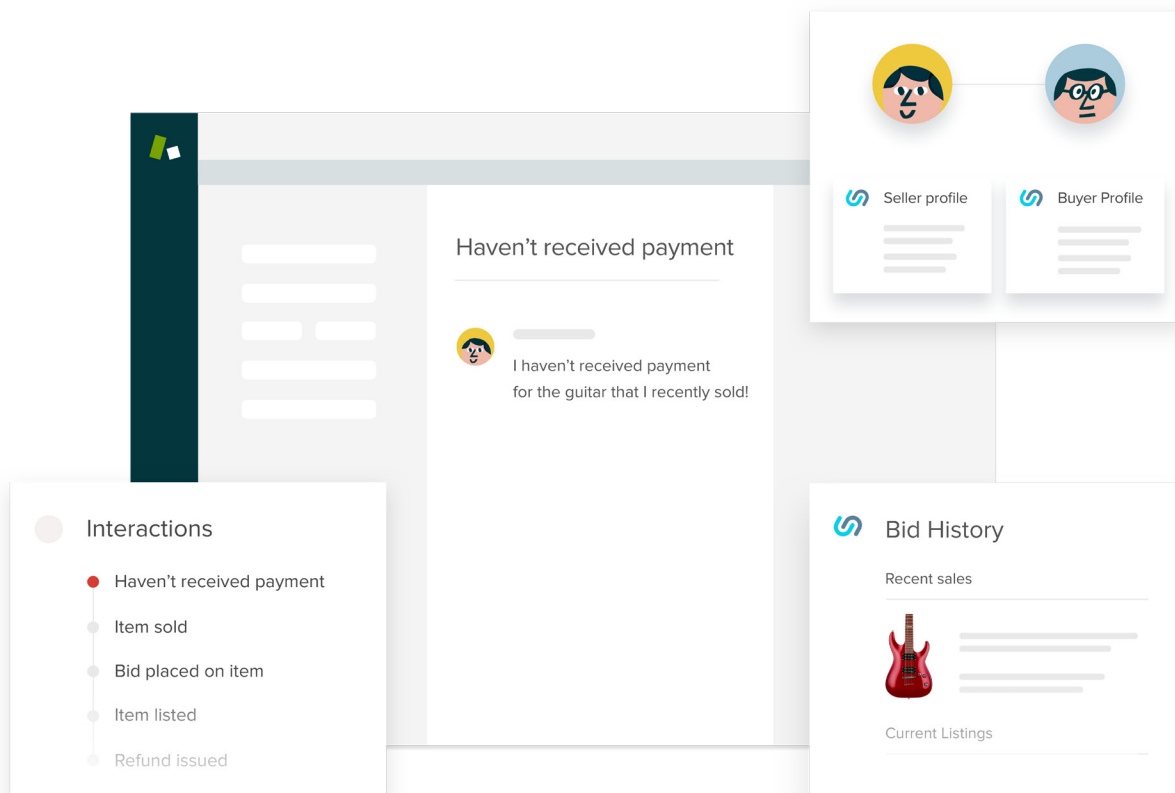 Seller profile
Buyer Profile
Haven’t received payment
I haven’t received payment
for the guitar that I recently sold!
Interactions
Haven’t received payment
Item sold
Bid placed on item
Item listed
Refund issued
Bid History
Recent sales
Current Listings